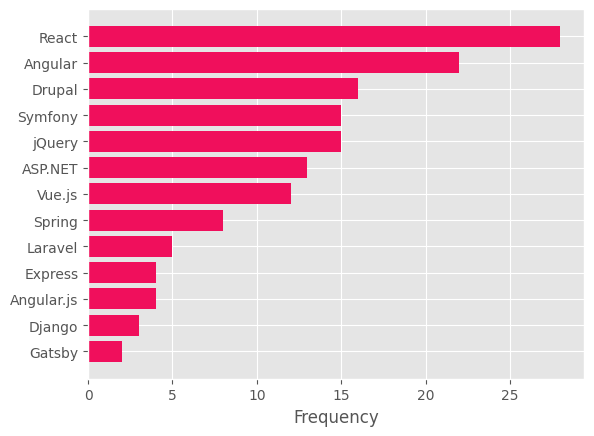 React
Angular
Drupal
Symfony
jQuery
ASP.NET
Vue.js
Spring
Laravel
Express
Angular.js
Django
Gatsby
0 5 10 15 20 25
Frequency